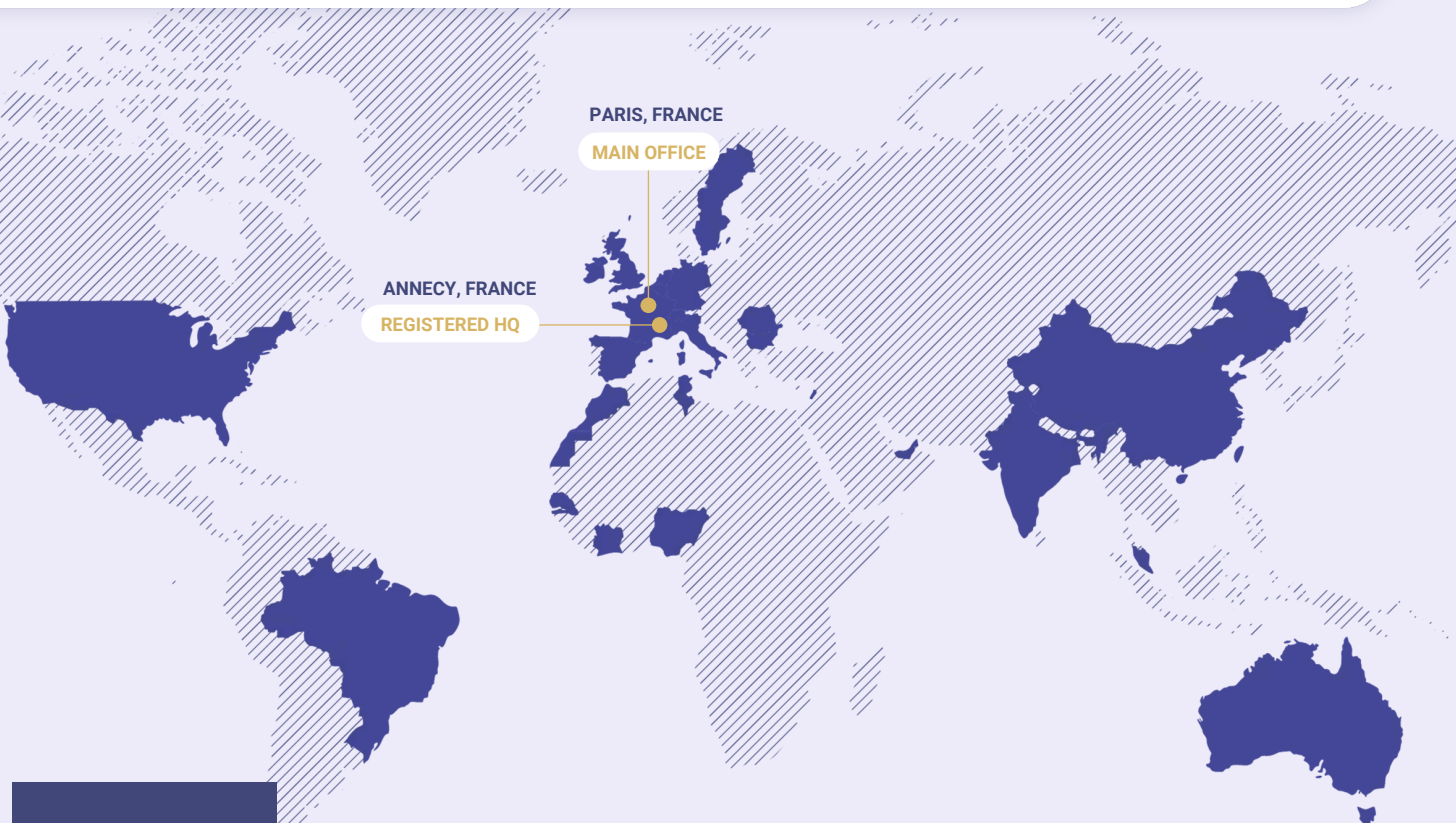 PARIS, FRANCE
MAIN OFFICE
ANNECY, FRANCE
REGISTERED HQ